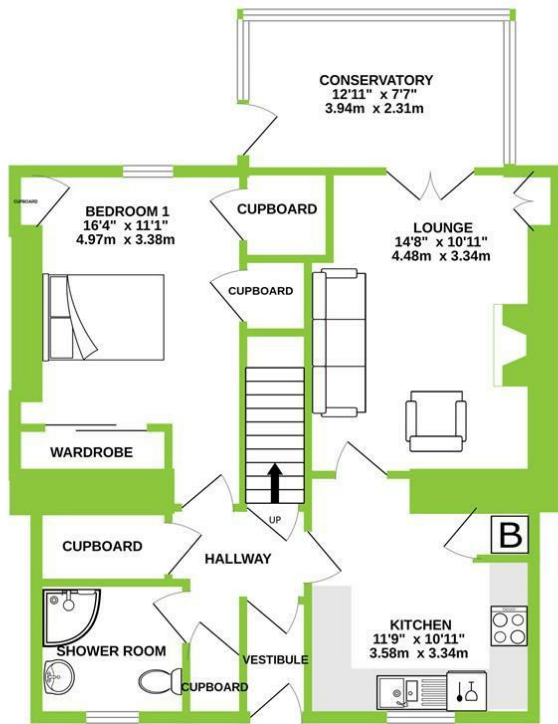 CONSERVATORY
12'11" x 7'7"
3.94m x 2.31m
CUPBOARD
BEDROOM 1
16'4" x 11'1"
4.97m x 3.38m
CUPBOARD
LOUNGE
14'8" x 10'11"
4.48m x 3.34m
CUPBOARD
WARDROBE
UP
B
CUPBOARD
HALLWAY
KITCHEN
11'9" x 10'11"
3.58m x 3.34m
SHOWER ROOM
VESTIBULE
CUPBOARD